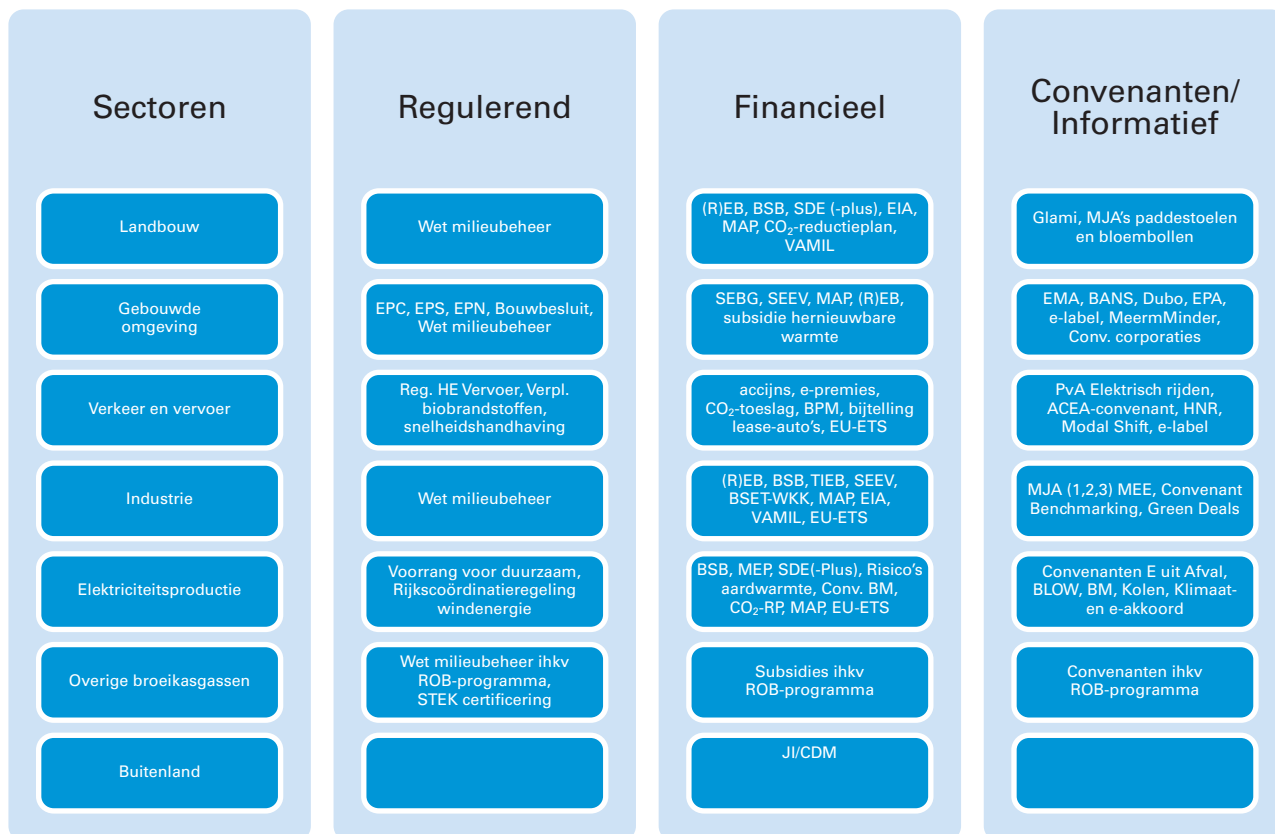 Sectoren
Regulerend
Financieel
Convenanten/
Informatief
Landbouw
Wet milieubeheer
(R)EB, BSB, SDE (-plus), EIA,
MAP, CO₂-reductieplan,
VAMIL
Glami, MJA's paddestoelen
en bloembollen
Gebouwde
omgeving
EPC, EPS, EPN, Bouwbesluit,
Wet milieubeheer
SEBG, SEEV, MAP, (R)EB,
subsidie hernieuwbare
warmte
EMA, BANS, Dubo, EPA,
e-label, MeermMinder,
Conv. corporaties
Verkeer en vervoer
Reg. HE Vervoer, Verpl.
biobrandstoffen,
snelheidshandhaving
accijns, e-premies,
CO₂-toeslag, BPM, bijtelling
lease-auto's, EU-ETS
PvA Elektrisch rijden,
ACEA-convenant, HNR,
Modal Shift, e-label
Industrie
Wet milieubeheer
(R)EB, BSB, TIEB, SEEV,
BSET-WKK, MAP, EIA,
VAMIL, EU-ETS
MJA (1,2,3) MEE, Convenant
Benchmarking, Green Deals
Elektriciteitsproductie
Voorrang voor duurzaam,
Rijkscoördinatieregeling
windenergie
BSB, MEP, SDE(-Plus), Risico's
aardwarmte, Conv. BM,
CO₂-RP, MAP, EU-ETS
Convenanten E uit Afval,
BLOW, BM, Kolen, Klimaat-
en e-akkoord
Overige broeikasgassen
Wet milieubeheer ihkv
ROB-programma,
STEK certificering
Subsidies ihkv
ROB-programma
Convenanten ihkv
ROB-programma
Buitenland
JI/CDM